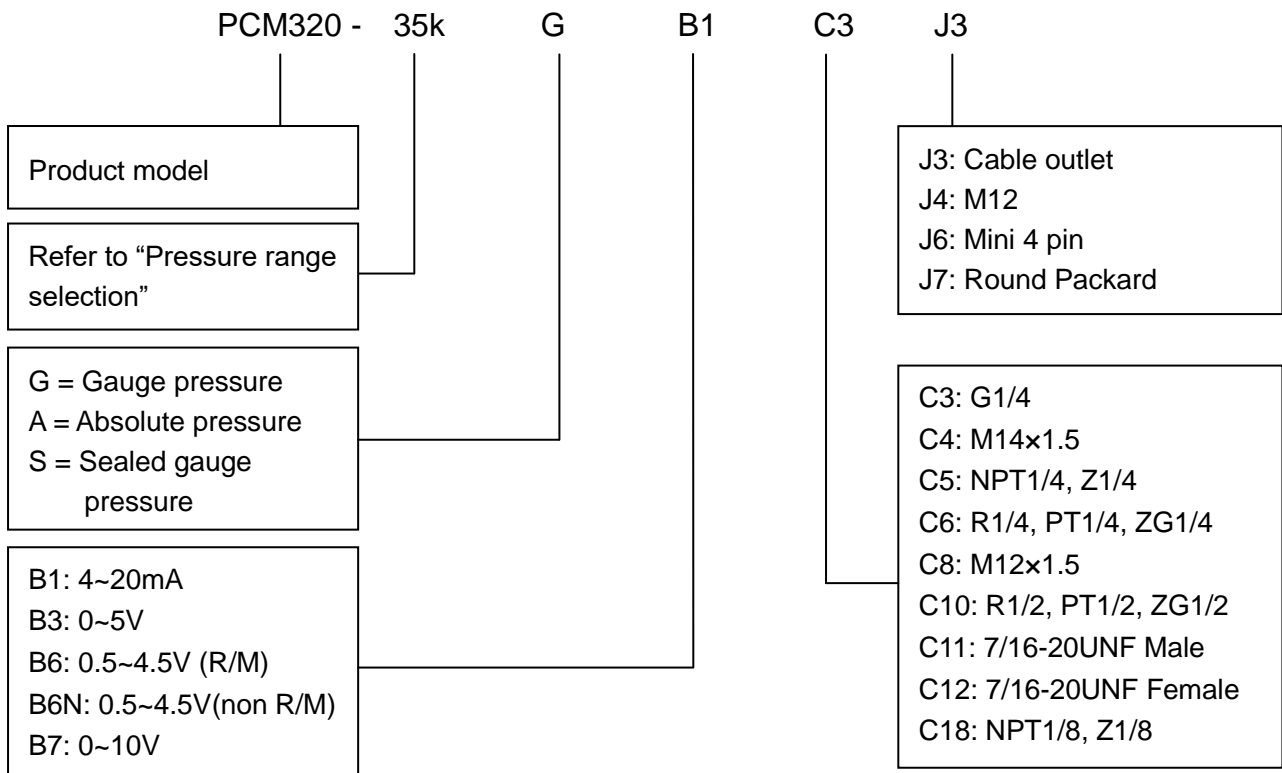 PCM320 - 35k G B1 C3 J3
Product model
Refer to “Pressure range
selection”
G = Gauge pressure
A = Absolute pressure
S = Sealed gauge
pressure
B1: 4~20mA
B3: 0~5V
B6: 0.5~4.5V (R/M)
B6N: 0.5~4.5V(non R/M)
B7: 0~10V
J3: Cable outlet
J4: M12
J6: Mini 4 pin
J7: Round Packard
C3: G1/4
C4: M14×1.5
C5: NPT1/4, Z1/4
C6: R1/4, PT1/4, ZG1/4
C8: M12×1.5
C10: R1/2, PT1/2, ZG1/2
C11: 7/16-20UNF Male
C12: 7/16-20UNF Female
C18: NPT1/8, Z1/8